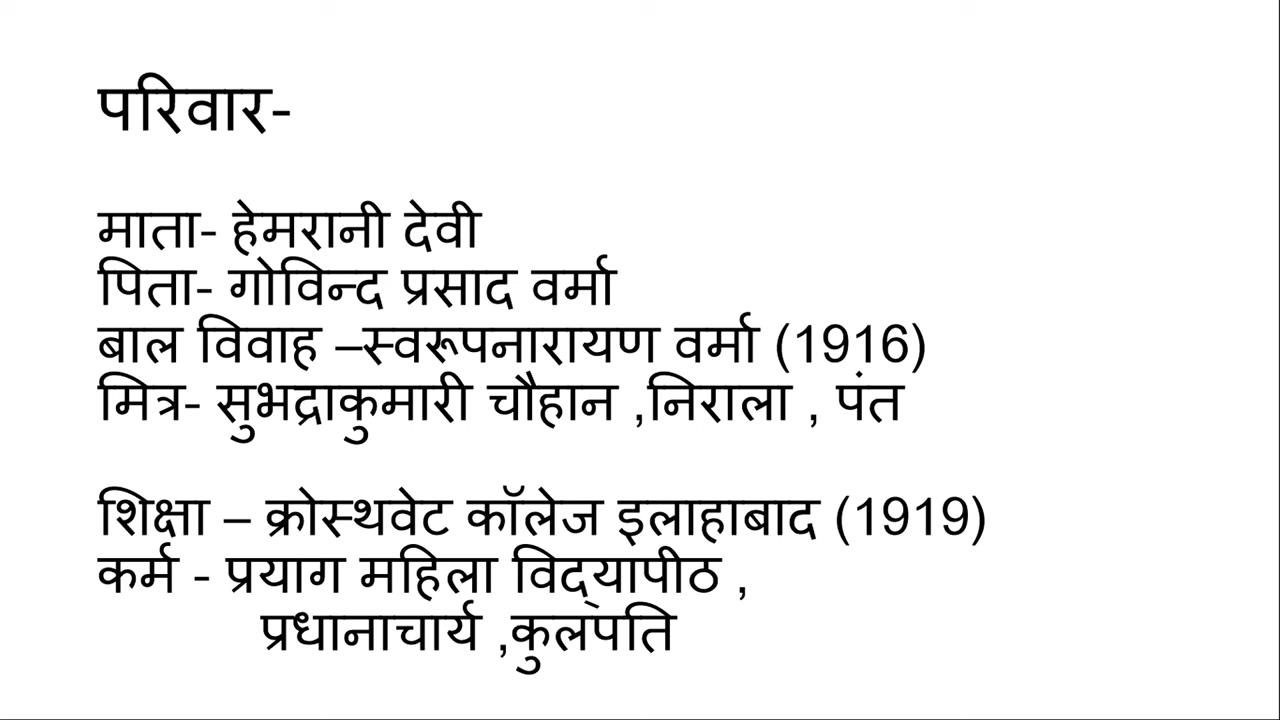 परिवार-
माता- हेमरानी देवी
पिता- गोविन्द प्रसाद वर्मा
बाल विवाह –स्वरूपनारायण वर्मा (1916)
मित्र- सुभद्राकुमारी चौहान ,निराला , पंत
शिक्षा – क्रोस्थवेट कॉलेज इलाहाबाद (1919)
कर्म - प्रयाग महिला विद्‌यापीठ ,
प्रधानाचार्य ,कुलपति